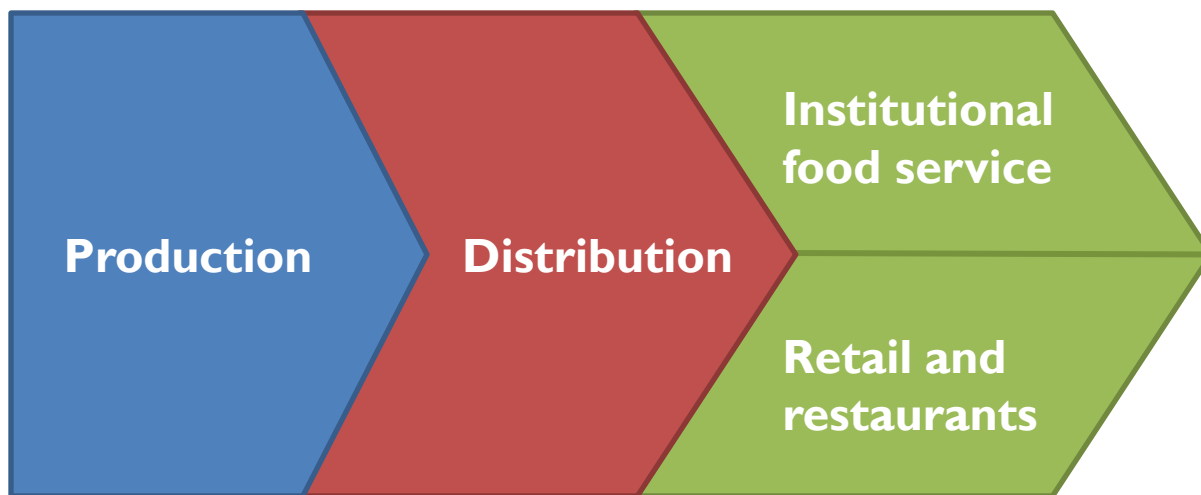 Production
Distribution
Institutional
food service
Retail and
restaurants